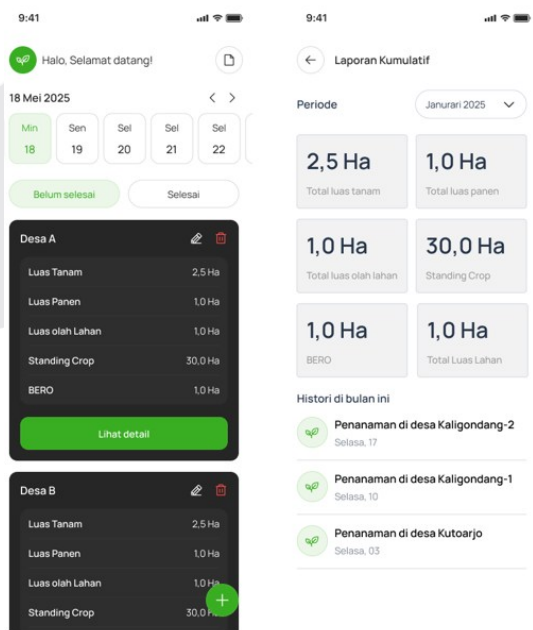 9:41
Halo, Selamat datang!
18 Mei 2025
Min Sen Sel Sel Sel
18 19 20 21 22
Belum selesai Selesai
Desa A
Luas Tanam 2,5 Ha
Luas Panen 1,0 Ha
Luas olah Lahan 1,0 Ha
Standing Crop 30,0 Ha
BERO 1,0 Ha
Lihat detail
Desa B
Luas Tanam 2,5 Ha
Luas Panen 1,0 Ha
Luas olah Lahan 1,0 Ha
Standing Crop 30,0
9:41
Laporan Kumulatif
Periode Janurari 2025
2,5 Ha 1,0 Ha
Total luas tanam Total luas panen
1,0 Ha 30,0 Ha
Total luas olah lahan Standing Crop
1,0 Ha 1,0 Ha
BERO Total Luas Lahan
Histori di bulan ini
Penanaman di desa Kaligondang-2
Selasa, 17
Penanaman di desa Kaligondang-1
Selasa, 10
Penanaman di desa Kutoarjo
Selasa, 03